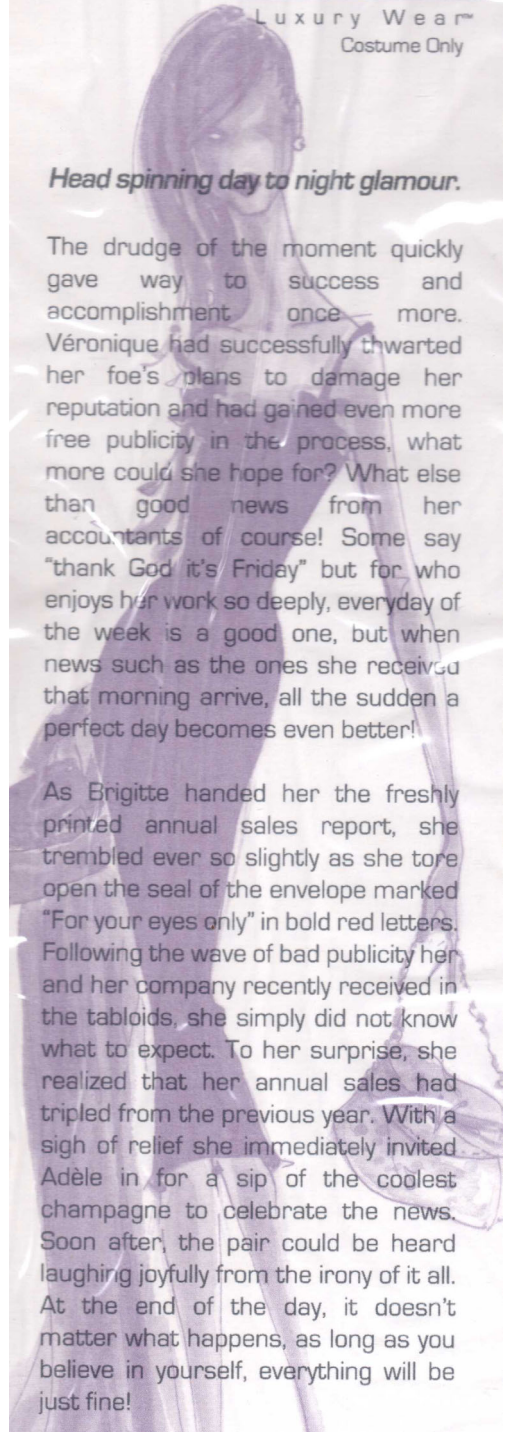 Luxury Wear™
Costume Only
Head spinning day to night glamour.
The drudge of the moment quickly
gave way to success and
accomplishment once more.
Véronique had successfully thwarted
her foe's plans to damage her
reputation and had gained even more
free publicity in the process, what
more could she hope for? What else
than good news from her
accountants of course! Some say
"thank God it's Friday" but for who
enjoys her work so deeply, everyday of
the week is a good one, but when
news such as the ones she received
that morning arrive, all the sudden a
perfect day becomes even better!
As Brigitte handed her the freshly
printed annual sales report, she
trembled ever so slightly as she tore
open the seal of the envelope marked
"For your eyes only" in bold red letters.
Following the wave of bad publicity her
and her company recently received in
the tabloids, she simply did not know
what to expect. To her surprise, she
realized that her annual sales had
tripled from the previous year. With a
sigh of relief she immediately invited
Adèle in for a sip of the coolest
champagne to celebrate the news.
Soon after, the pair could be heard
laughing joyfully from the irony of it all.
At the end of the day, it doesn't
matter what happens, as long as you
believe in yourself, everything will be
just fine!